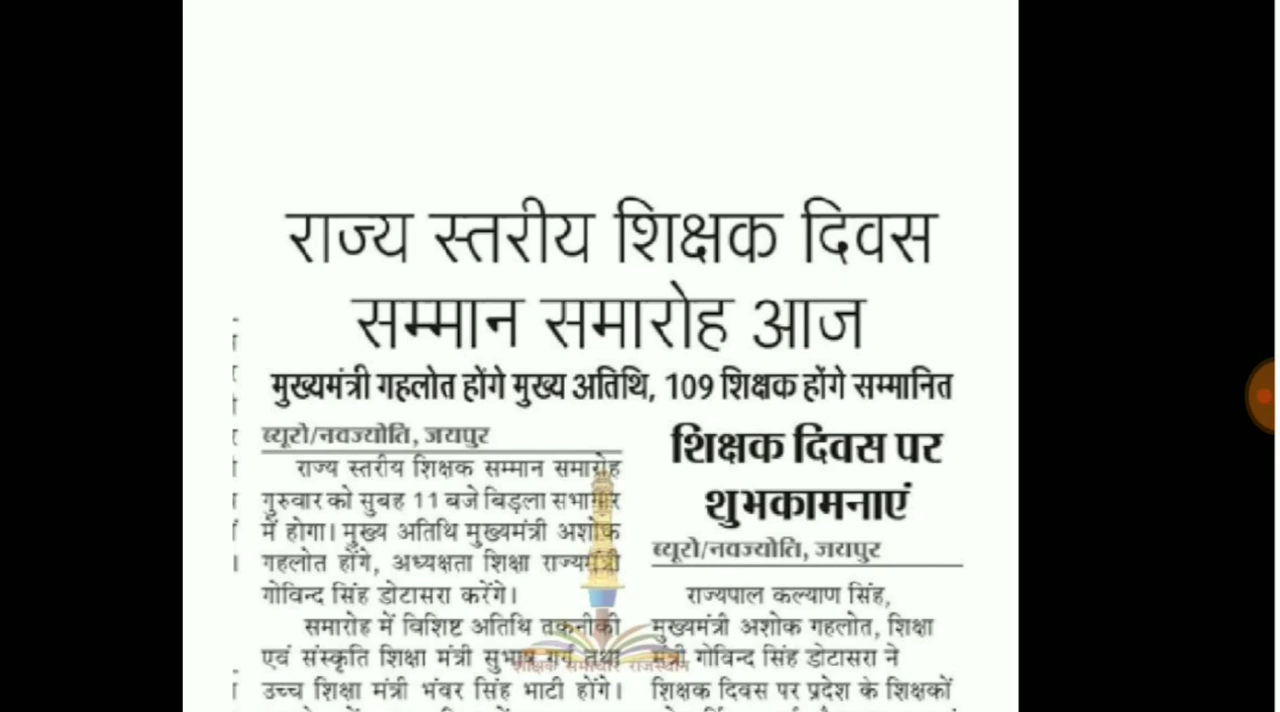 राज्य स्तरीय शिक्षक दिवस
सम्मान समारोह आज
मुख्यमंत्री गहलोत होंगे मुख्य अतिथि, 109 शिक्षक होंगे सम्मानित
ब्यूरो/नवज्योति, जयपुर
राज्य स्तरीय शिक्षक सम्मान समारोह
गुरुवार को सुबह 11 बजे बिड़ला सभागार
में होगा। मुख्य अतिथि मुख्यमंत्री अशोक
गहलोत होंगे, अध्यक्षता शिक्षा राज्यमंत्री
गोविन्द सिंह डोटासरा करेंगे।
समारोह में विशिष्ट अतिथि तकनीकी
एवं संस्कृति शिक्षा मंत्री सुभाष गर्ग तथा
उच्च शिक्षा मंत्री भंवर सिंह भाटी होंगे।
शिक्षक दिवस पर
शुभकामनाएं
ब्यूरो/नवज्योति, जयपुर
राज्यपाल कल्याण सिंह,
मुख्यमंत्री अशोक गहलोत, शिक्षा
मंत्री गोविन्द सिंह डोटासरा ने
शिक्षक दिवस पर प्रदेश के शिक्षकों
शिक्षक समाचार राजस्थान